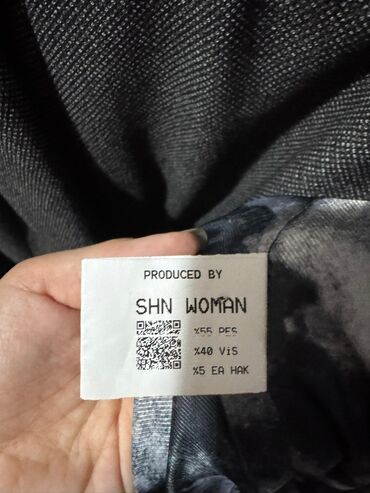 PRODUCED BY
SHN WOMAN
%55 PES
%40 ViS
%5 EA HAK